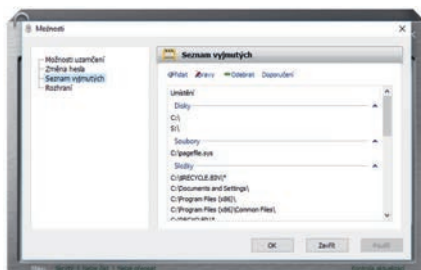 Možnosti
Možnosti uzamčení
Změna hesla
Seznam vyjmutých
Rozhraní
Seznam vyjmutých
Přidat Úpravy Odebrat Doporučení
Umístění
Disky
C:\
S:\
Soubory
C:\pagefile.sys
Složky
C:\$RECYCLE.BIN\*
C:\Documents and Settings\
C:\Program Files (x86)\
C:\Program Files (x86)\Common Files\
OK Zavřít Použít